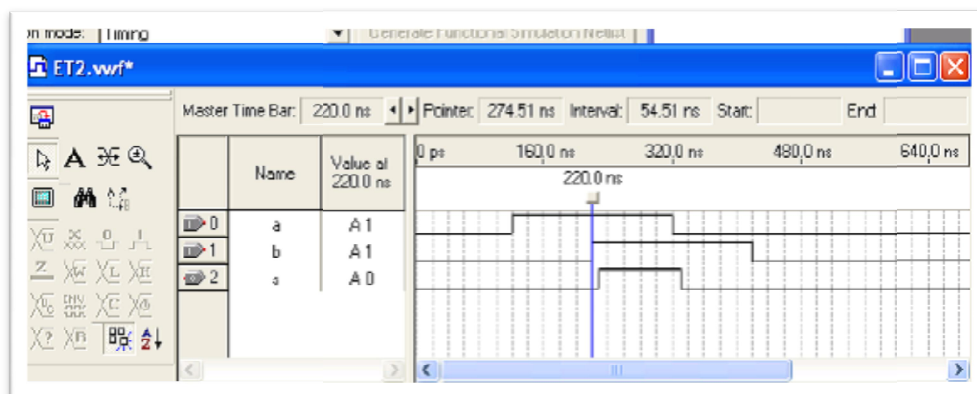 on mode: Timing Generate Functional Simulation Netlist
ET2.vwf*
Master Time Bar: 220.0 ns Pointer: 274.51 ns Interval: 54.51 ns Start: End:
Name Value at 220.0 ns 0 ps 160.0 ns 320.0 ns 480.0 ns 640.0 ns
220.0 ns
0 a A 1
1 b A 1
2 s A 0